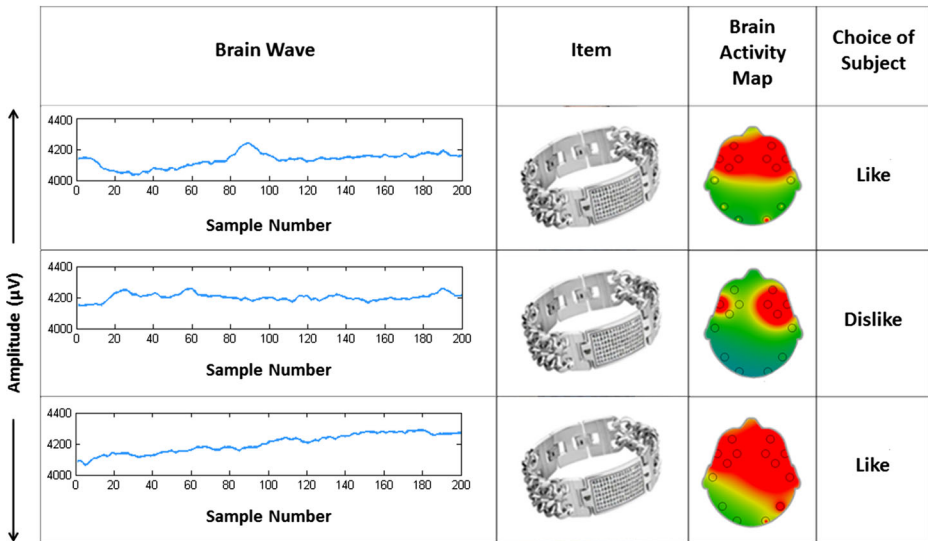 Brain Wave
Item
Brain
Activity
Map
Choice of
Subject
Amplitude (µV)
4400
4200
4000
0 20 40 60 80 100 120 140 160 180 200
Sample Number
Like
4400
4200
4000
0 20 40 60 80 100 120 140 160 180 200
Sample Number
Dislike
4400
4200
4000
0 20 40 60 80 100 120 140 160 180 200
Sample Number
Like